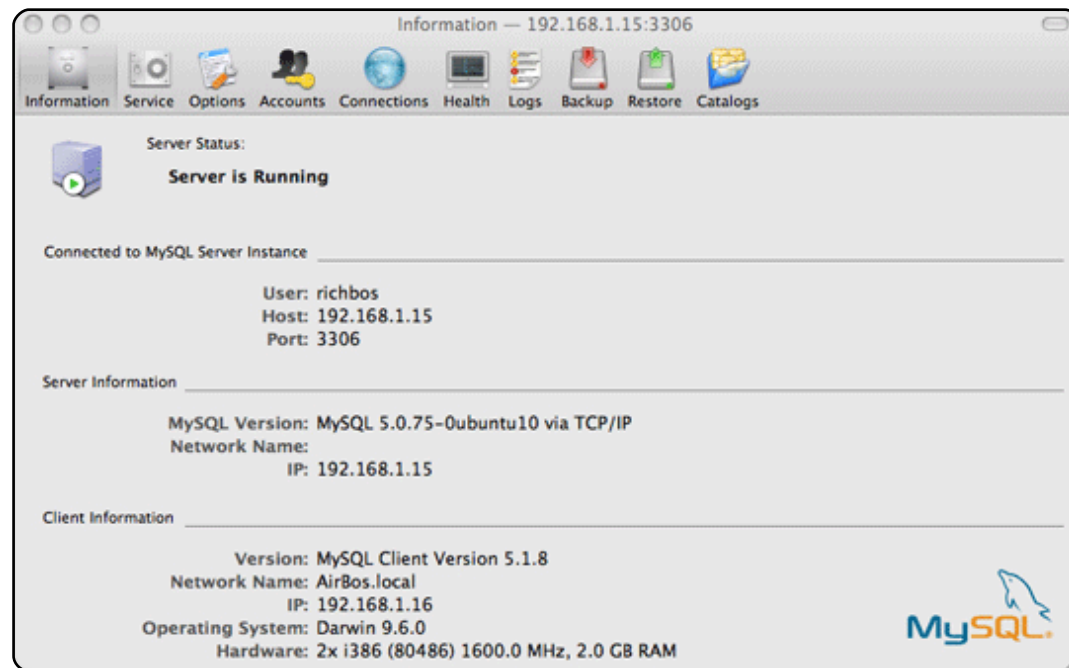 Information — 192.168.1.15:3306
Information Service Options Accounts Connections Health Logs Backup Restore Catalogs
Server Status:
Server is Running
Connected to MySQL Server Instance
User: richbos
Host: 192.168.1.15
Port: 3306
Server Information
MySQL Version: MySQL 5.0.75-0ubuntu10 via TCP/IP
Network Name:
IP: 192.168.1.15
Client Information
Version: MySQL Client Version 5.1.8
Network Name: AirBos.local
IP: 192.168.1.16
Operating System: Darwin 9.6.0
Hardware: 2x i386 (80486) 1600.0 MHz, 2.0 GB RAM
MySQL.